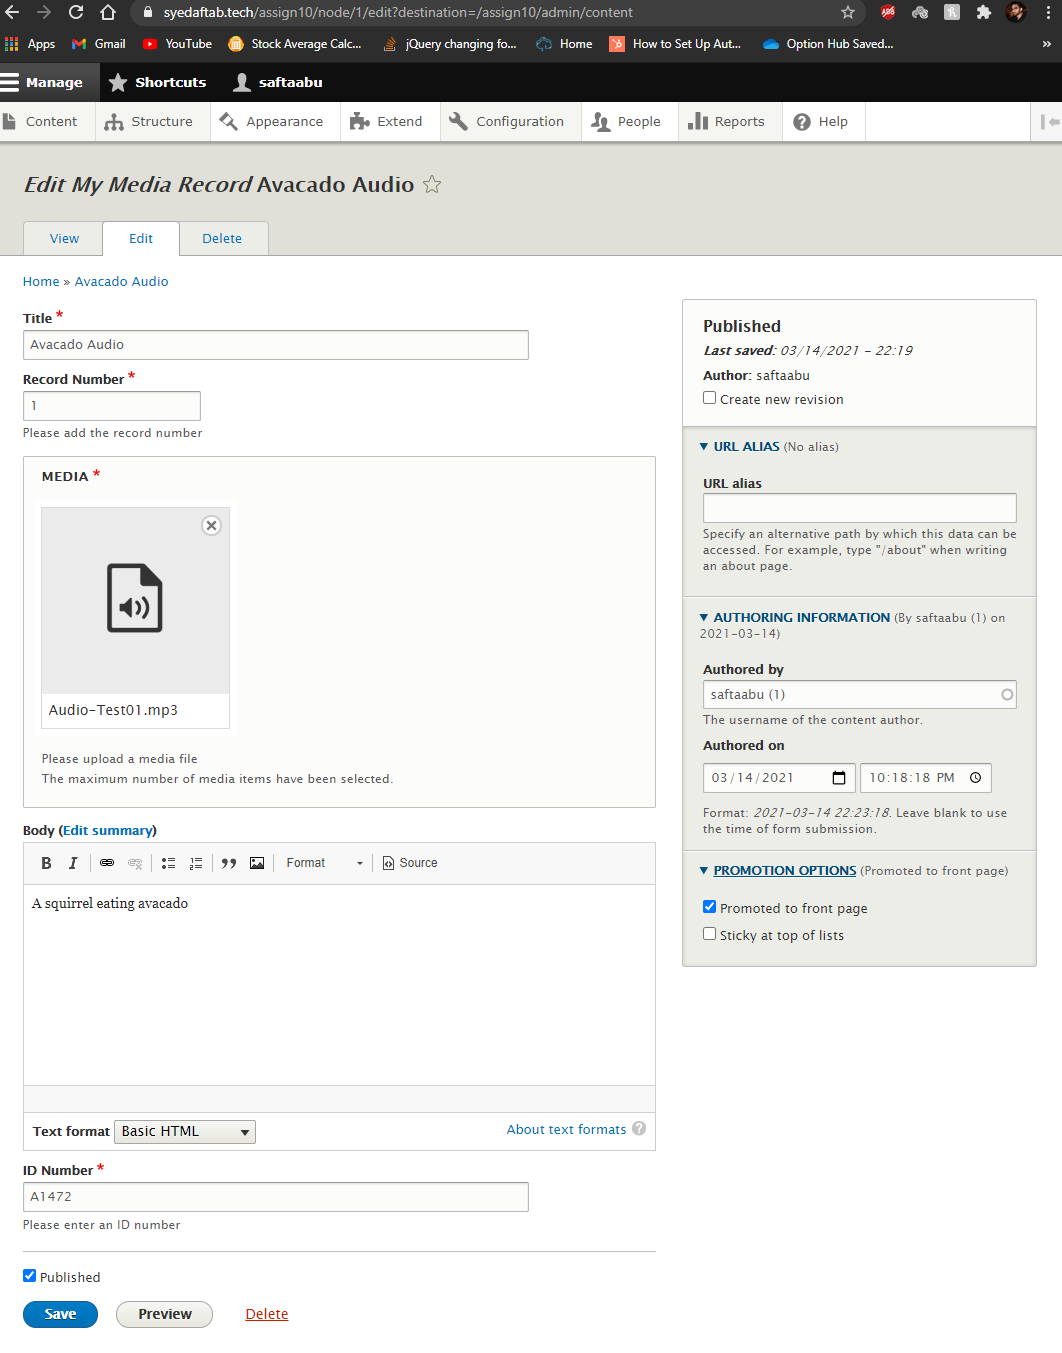 syedaftab.tech/assign10/node/1/edit?destination=/assign10/admin/content
Apps Gmail YouTube Stock Average Calc... jQuery changing fo... Home How to Set Up Aut... Option Hub Saved... »
Manage Shortcuts saftaabu
Content Structure Appearance Extend Configuration People Reports Help
Edit My Media Record Avacado Audio
View Edit Delete
Home » Avacado Audio
Title *
Avacado Audio
Record Number *
1
Please add the record number
MEDIA *
Audio-Test01.mp3
Please upload a media file
The maximum number of media items have been selected.
Body (Edit summary)
B I Format Source
A squirrel eating avacado
Text format Basic HTML About text formats ?
ID Number *
A1472
Please enter an ID number
Published
Save Preview Delete
Published
Last saved: 03/14/2021 - 22:19
Author: saftaabu
Create new revision
URL ALIAS (No alias)
URL alias
Specify an alternative path by which this data can be
accessed. For example, type "/about" when writing
an about page.
AUTHORING INFORMATION (By saftaabu (1) on
2021-03-14)
Authored by
saftaabu (1)
The username of the content author.
Authored on
03/14/2021 10:18:18 PM
Format: 2021-03-14 22:23:18. Leave blank to use
the time of form submission.
PROMOTION OPTIONS (Promoted to front page)
Promoted to front page
Sticky at top of lists